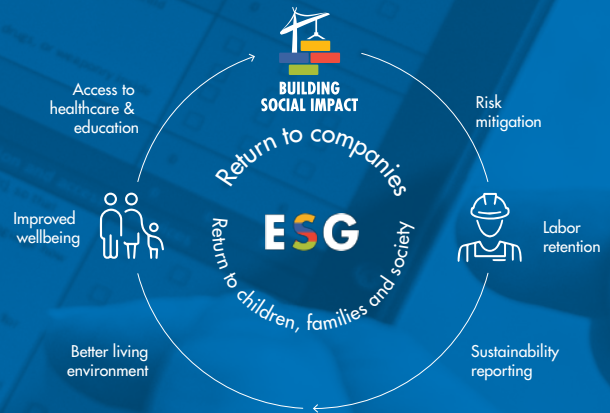 BUILDING
SOCIAL IMPACT
Access to
healthcare &
education
Risk
mitigation
Return to companies
ESG
Return to children, families and society
Improved
wellbeing
Labor
retention
Better living
environment
Sustainability
reporting